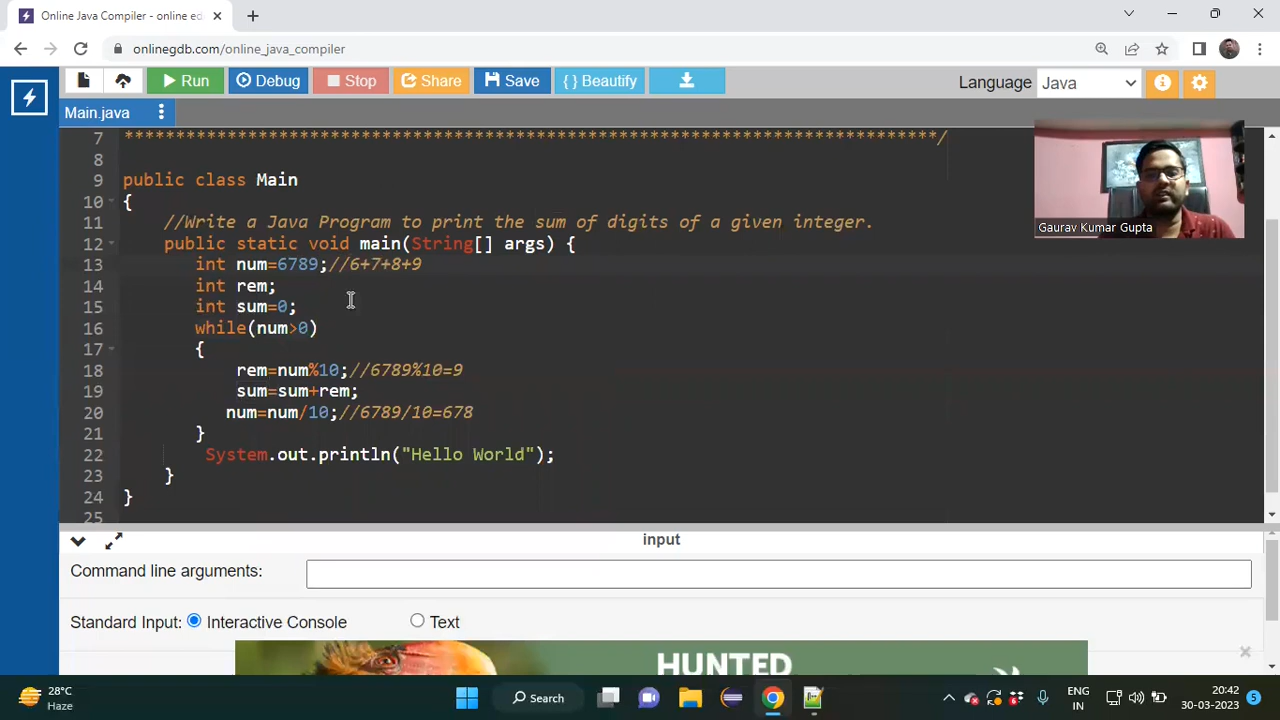 Online Java Compiler - online ed
onlinegdb.com/online_java_compiler
Run Debug Stop Share Save { } Beautify Language Java
Main.java
7 ******************************************************************************/
8
9 public class Main
10 {
11 //Write a Java Program to print the sum of digits of a given integer.
12 public static void main(String[] args) {
13 int num=6789;//6+7+8+9
14 int rem;
15 int sum=0;
16 while(num>0)
17 {
18 rem=num%10;//6789%10=9
19 sum=sum+rem;
20 num=num/10;//6789/10=678
21 }
22 System.out.println("Hello World");
23 }
24 }
25
Gaurav Kumar Gupta
input
Command line arguments:
Standard Input: Interactive Console Text
HUNTED
28°C
Haze
Search
ENG
IN
20:42
30-03-2023
5